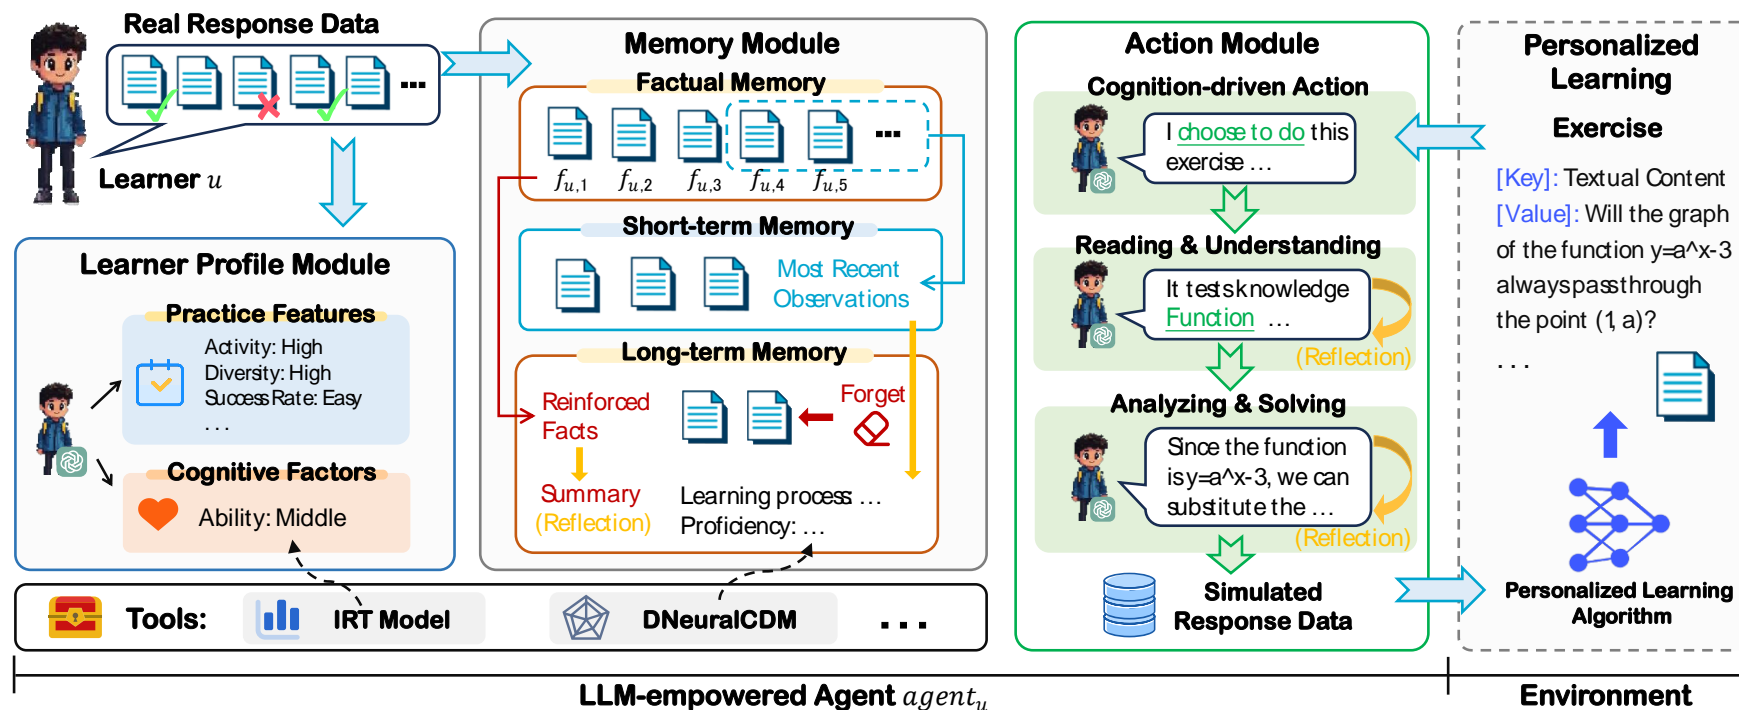 Real Response Data
...
Learner u
Learner Profile Module
Practice Features
Activity: High
Diversity: High
Success Rate: Easy
...
Cognitive Factors
Ability: Middle
Memory Module
Factual Memory
...
f_{u,1} f_{u,2} f_{u,3} f_{u,4} f_{u,5}
Short-term Memory
Most Recent
Observations
Long-term Memory
Reinforced
Facts
Forget
Summary
(Reflection)
Learning process: ...
Proficiency: ...
Tools:
IRT Model
DNeuralCDM
...
Action Module
Cognition-driven Action
I choose to do this
exercise ...
Reading & Understanding
It tests knowledge
Function ...
(Reflection)
Analyzing & Solving
Since the function
is y=a^x-3, we can
substitute the ...
(Reflection)
Simulated
Response Data
Personalized
Learning
Exercise
[Key]: Textual Content
[Value]: Will the graph
of the function y=a^x-3
always pass through
the point (1, a)?
...
Personalized Learning
Algorithm
LLM-empowered Agent agent_u
Environment